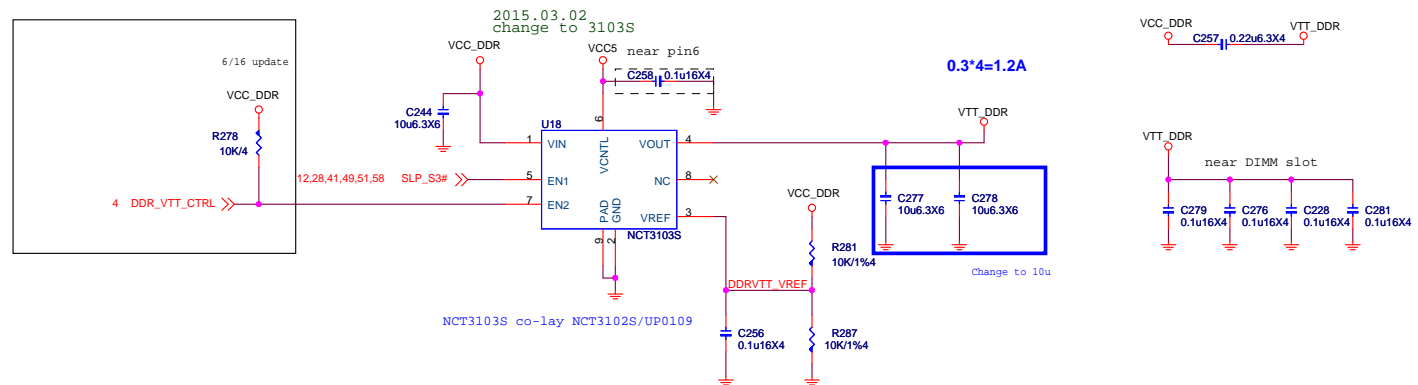 2015.03.02
change to 3103S
6/16 update
VCC_DDR
R278
10K/4
4 DDR_VTT_CTRL
12,28,41,49,51,58 SLP_S3#
VCC_DDR
C244
10u6.3X6
VCC5
near pin6
C258 0.1u16X4
U18
6
1 VIN
5 EN1
7 EN2
VCNTL
VOUT 4
NC 8
VREF 3
PAD
GND
9
2
NCT3103S
NCT3103S co-lay NCT3102S/UP0109
0.3*4=1.2A
VTT_DDR
C277
10u6.3X6
C278
10u6.3X6
Change to 10u
VCC_DDR
R281
10K/1%4
DDRVTT_VREF
C256
0.1u16X4
R287
10K/1%4
VCC_DDR
C257 0.22u6.3X4
VTT_DDR
VTT_DDR
near DIMM slot
C279
0.1u16X4
C276
0.1u16X4
C228
0.1u16X4
C281
0.1u16X4